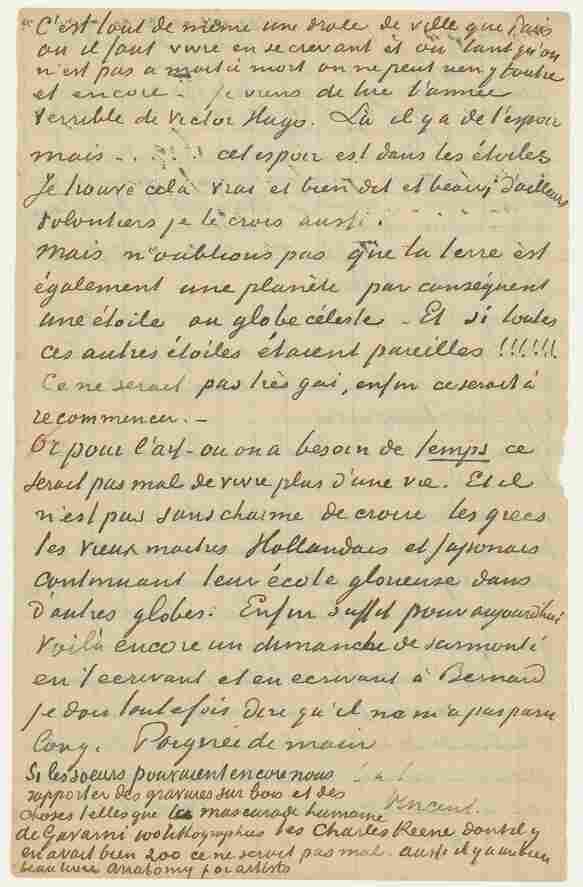 C'est tout de même une drole de ville que Paris
ou il faut vivre en se crevant et où tant qu'on
n'est pas a moitié mort on ne peut rien y foutre
et encore. Je viens de lire l'année
terrible de Victor Hugo. Là il y a de l'espoir
mais..... cet espoir est dans les étoiles
Je trouve cela vrai et bien dit et beau, d'ailleurs
volontiers je le crois aussi.
Mais n'oublions pas que la terre est
également une planète par consequent
une étoile ou globe céleste – Et si toutes
ces autres étoiles étaient pareilles !!!!!!
Ce ne serait pas très gai, enfin ce serait à
recommencer. –
Or pour l'art – ou on a besoin de temps ce
serait pas mal de vivre plus d'une vie. Et il
n'est pas sans charme de croire les grecs
les vieux maitres Hollandais et Japonais
continuant leur école glorieuse dans
d'autres globes. Enfin suffit pour aujourd'hui
Voilà encore un dimanche de surmonté
en t'ecrivant et en ecrivant à Bernard
je dois toutefois dire qu'il ne m'a pas paru
long. Poignée de main
Si les soeurs pouvaient encore nous
rapporter des gravures sur bois et des
Vincent.
choses telles que la mascarade humaine
de Gavarni 100 lithographies les Charles Keene dont il y
en avait bien 200 ce ne serait pas mal. aussi il y a un bien
beau livre anatomy for artists